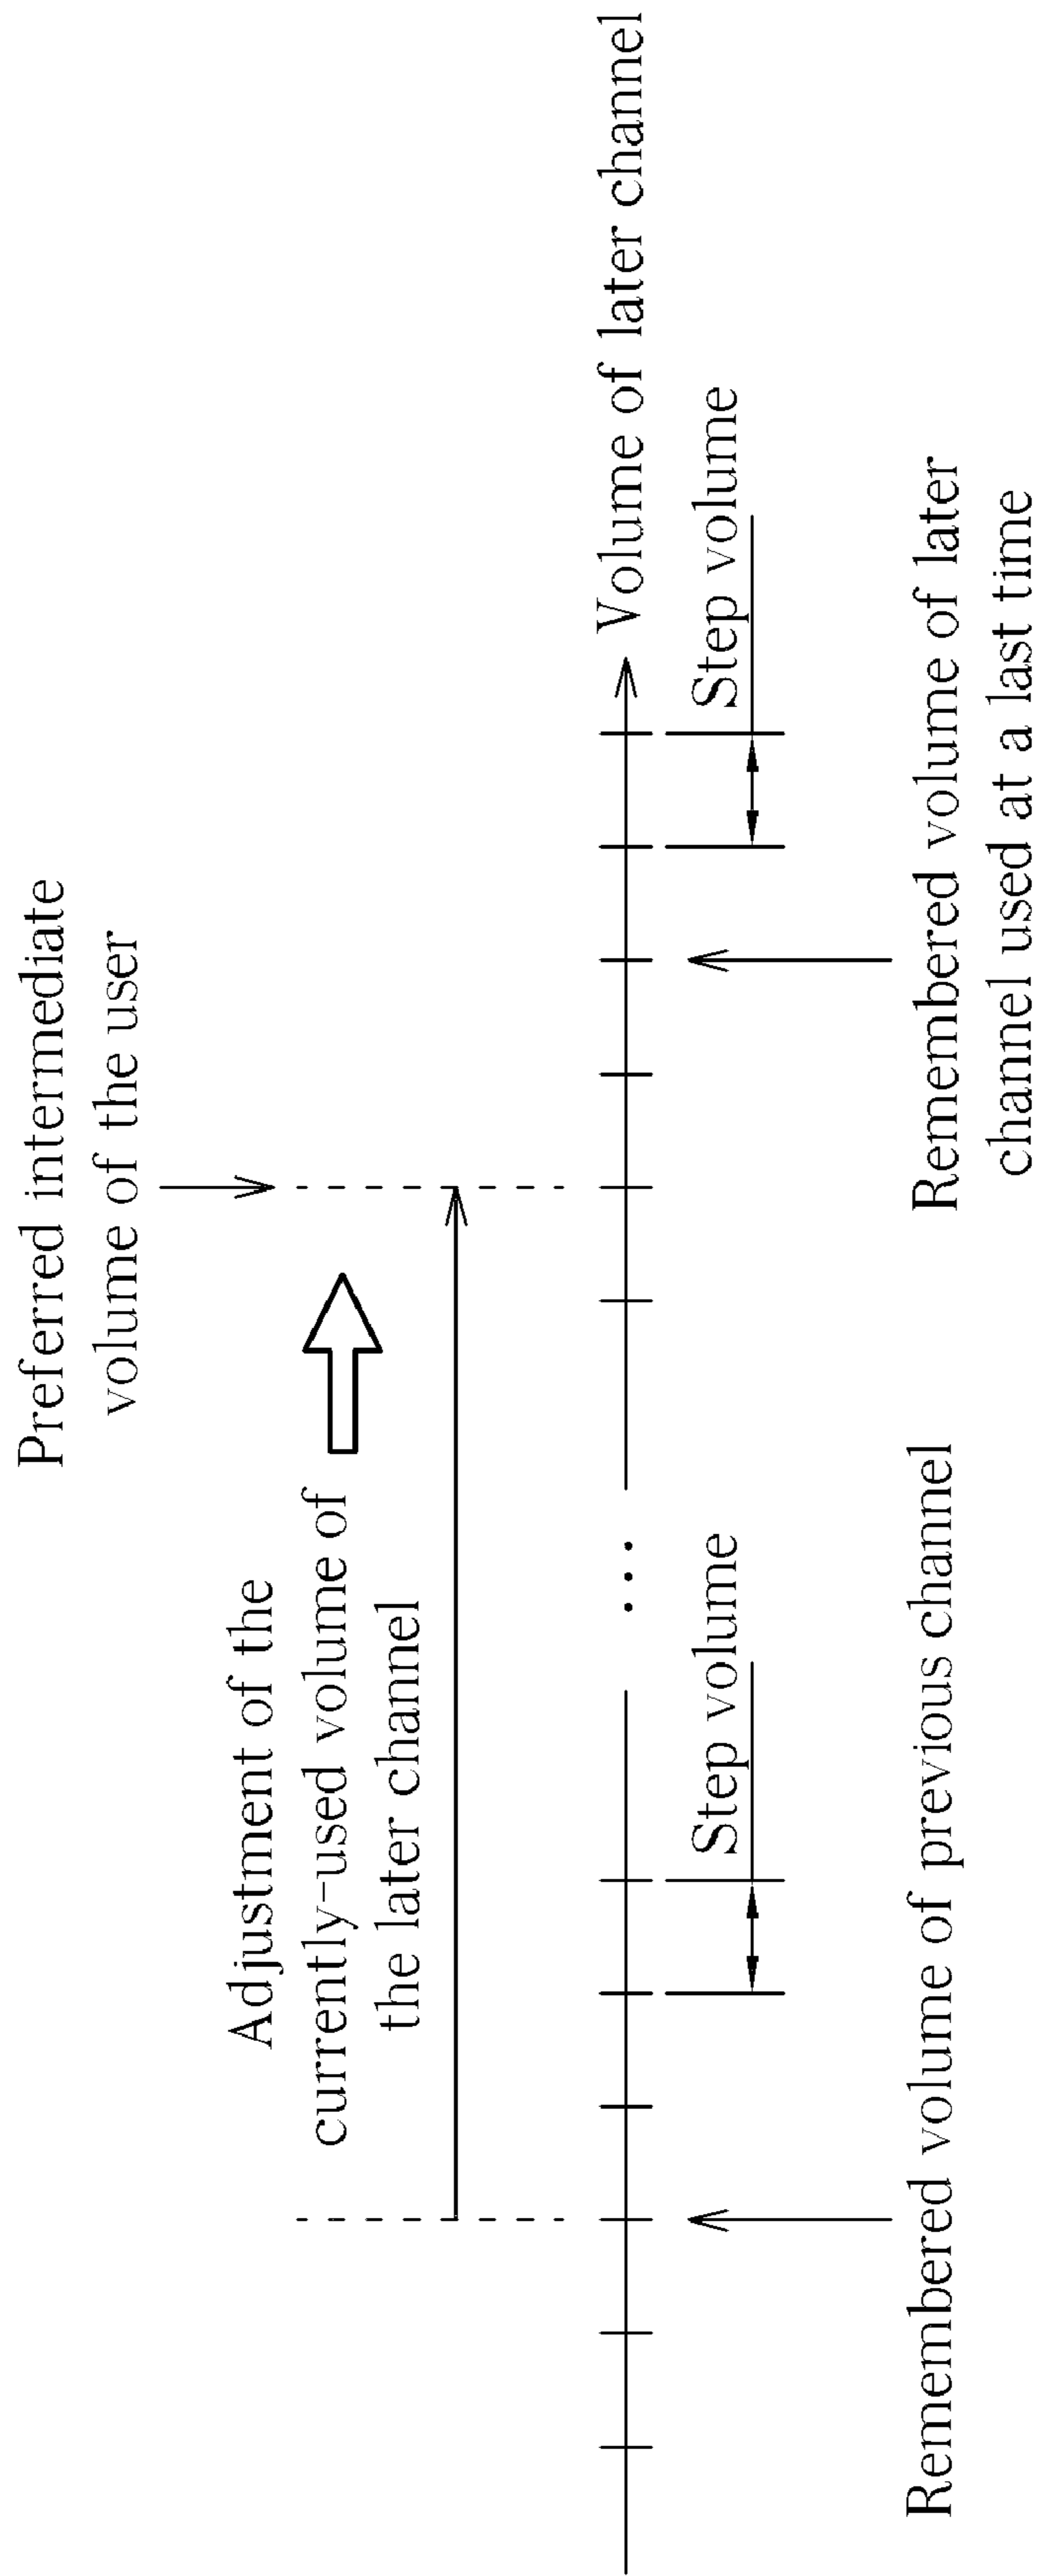 Preferred intermediate
volume of the user
Adjustment of the
currently-used volume of
the later channel
Volume of later channel
...
Step volume
Step volume
Remembered volume of previous channel
Remembered volume of later
channel used at a last time